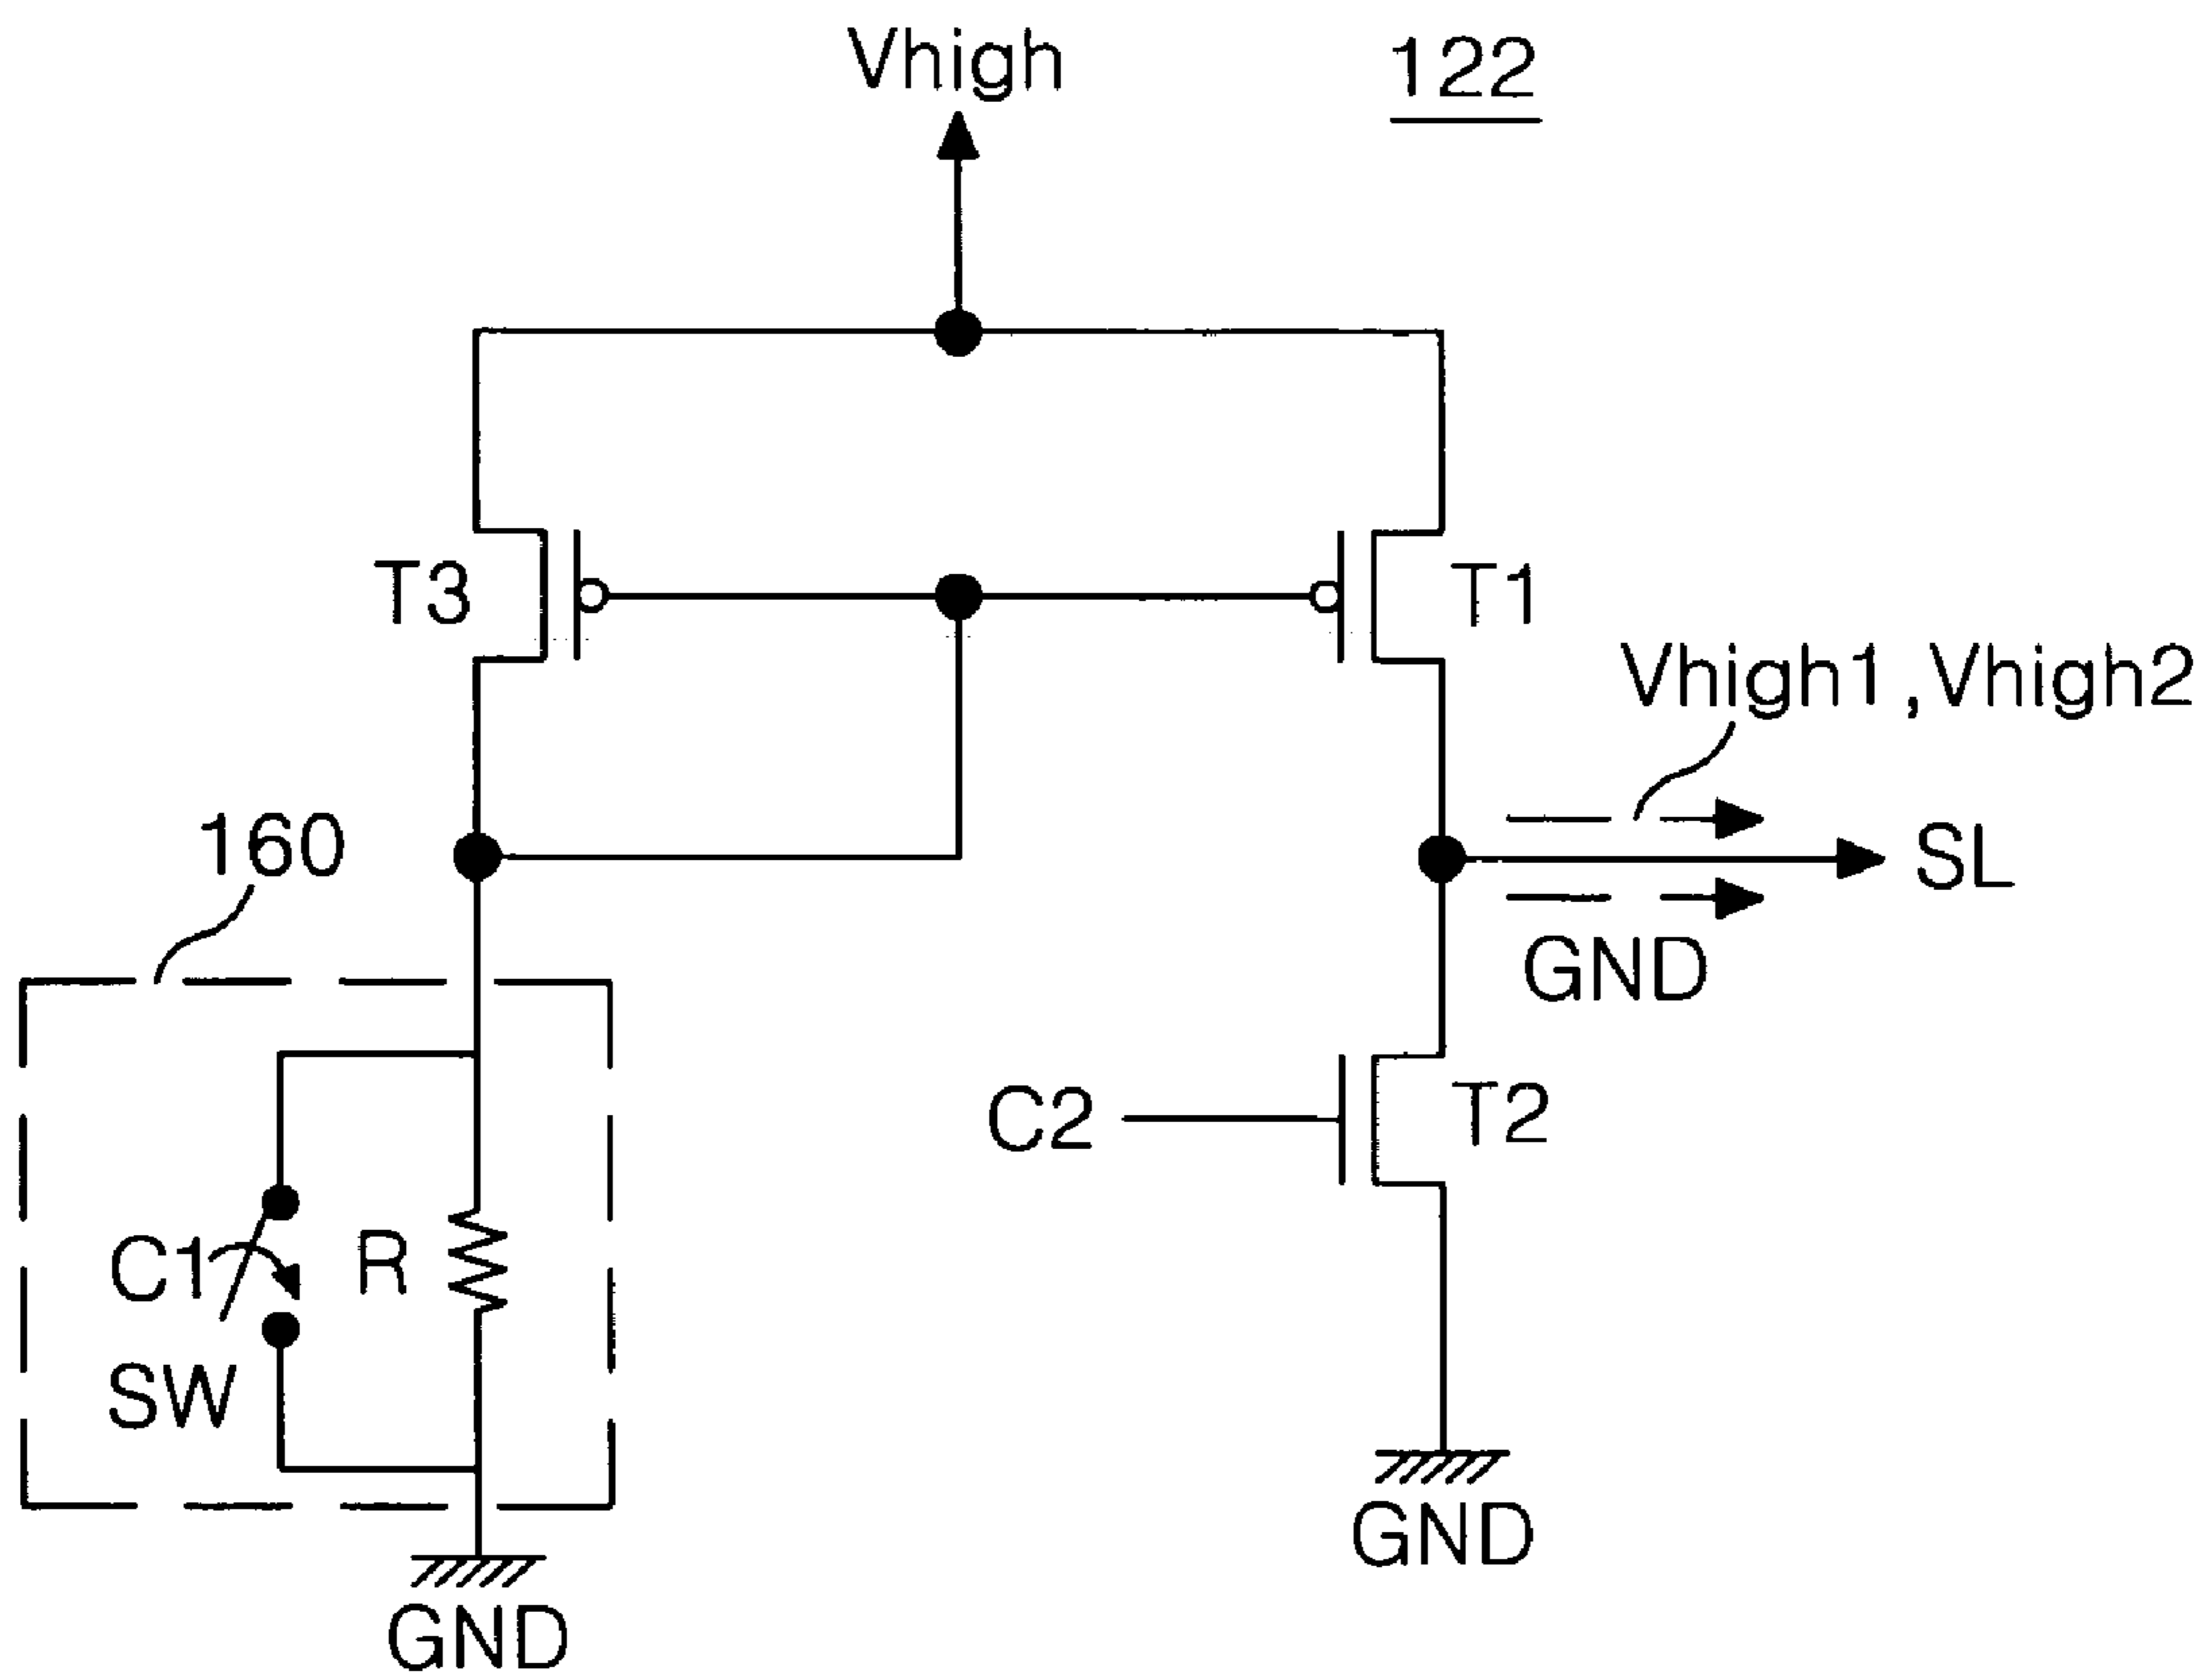 Vhigh
122
T3
T1
Vhigh1,Vhigh2
160
SL
GND
C2
T2
C1
R
SW
GND
GND